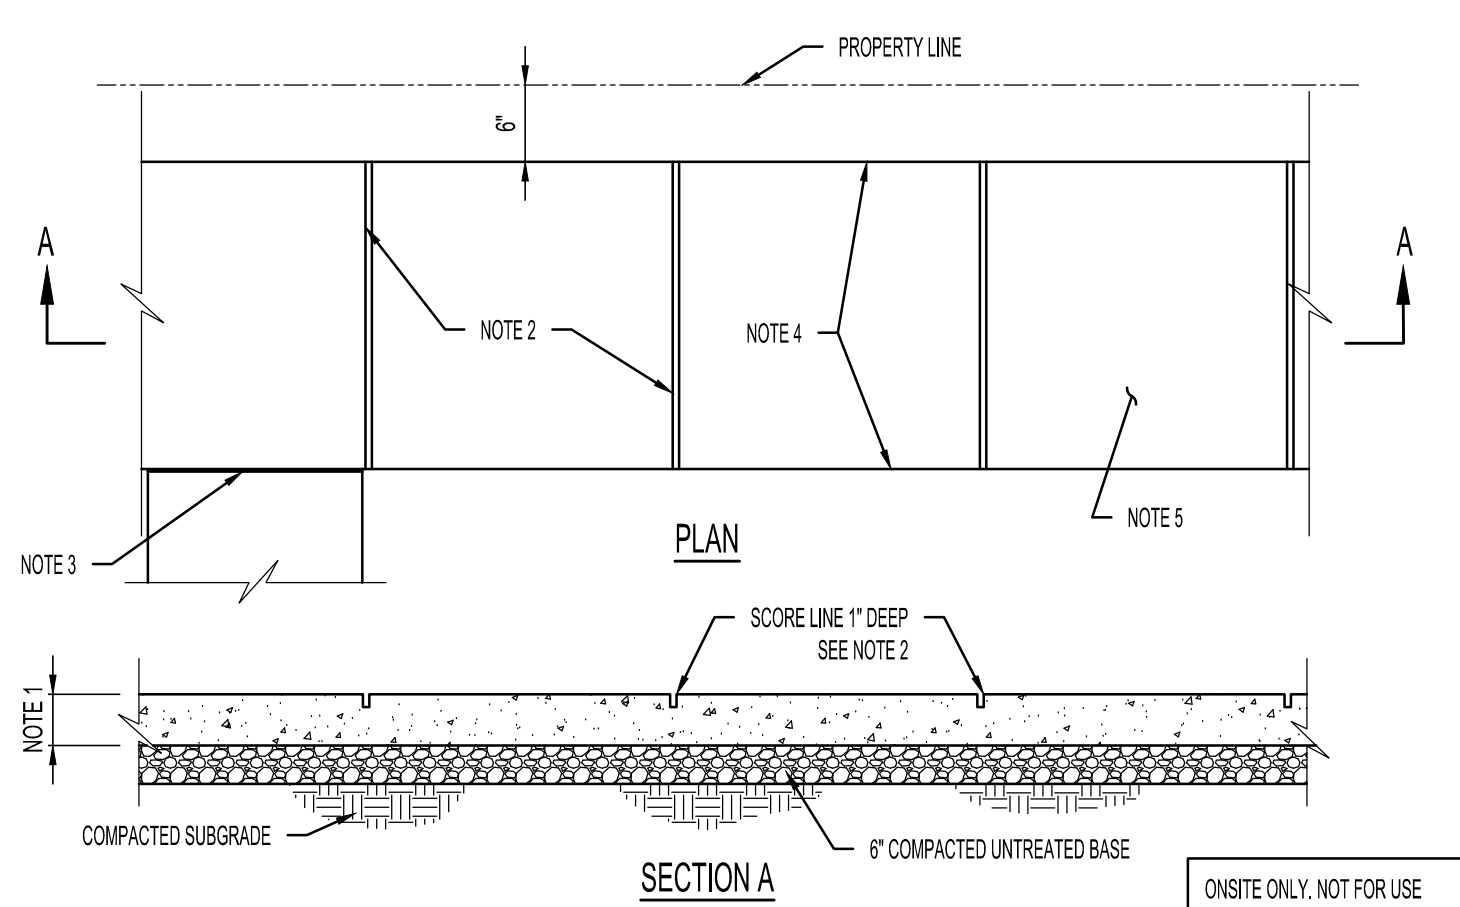 PROPERTY LINE
6"
A
A
NOTE 2
NOTE 4
NOTE 5
PLAN
NOTE 3
SCORE LINE 1" DEEP
SEE NOTE 2
NOTE 1
COMPACTED SUBGRADE
6" COMPACTED UNTREATED BASE
SECTION A
ONSITE ONLY. NOT FOR USE